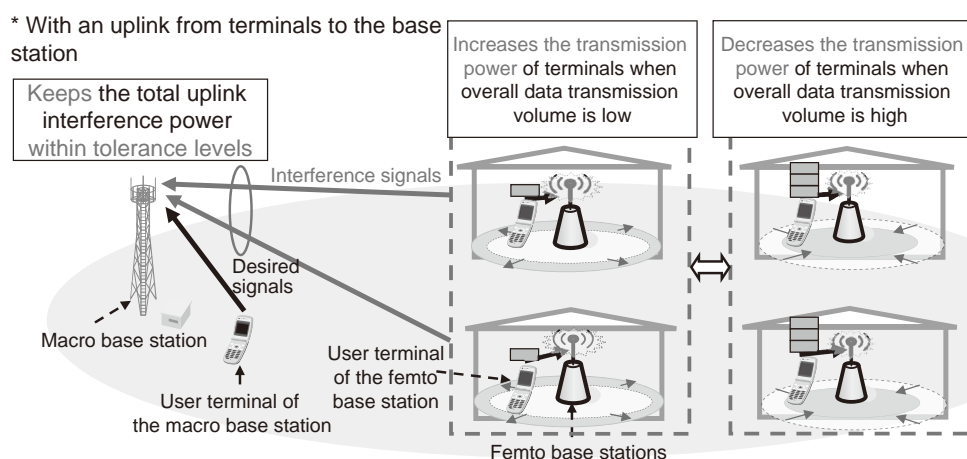 * With an uplink from terminals to the base
station
Keeps the total uplink
interference power
within tolerance levels
Increases the transmission
power of terminals when
overall data transmission
volume is low
Decreases the transmission
power of terminals when
overall data transmission
volume is high
Interference signals
Desired
signals
Macro base station
User terminal of
the macro base station
User terminal
of the femto
base station
Femto base stations